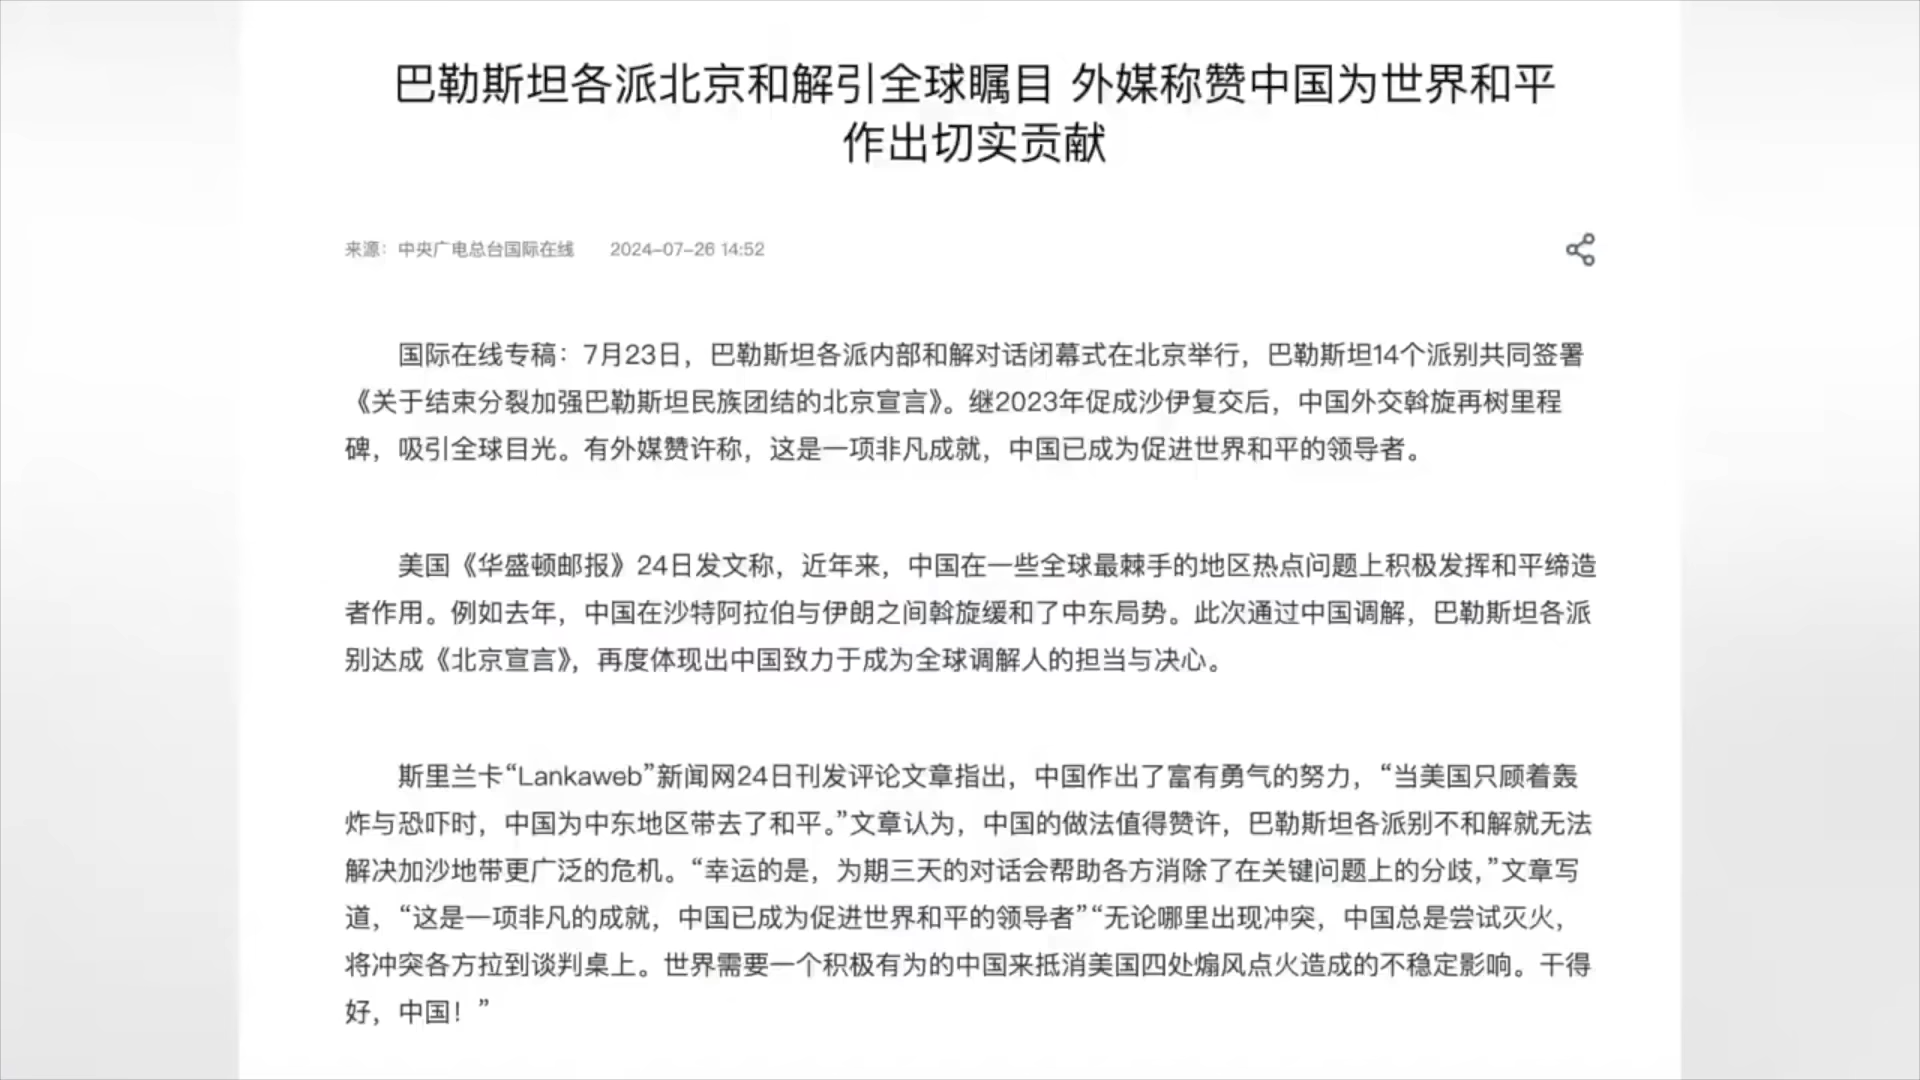 巴勒斯坦各派北京和解引全球瞩目 外媒称赞中国为世界和平
作出切实贡献
来源：中央广电总台国际在线 2024-07-26 14:52
国际在线专稿：7月23日，巴勒斯坦各派内部和解对话闭幕式在北京举行，巴勒斯坦14个派别共同签署
《关于结束分裂加强巴勒斯坦民族团结的北京宣言》。继2023年促成沙伊复交后，中国外交斡旋再树里程
碑，吸引全球目光。有外媒赞许称，这是一项非凡成就，中国已成为促进世界和平的领导者。
美国《华盛顿邮报》24日发文称，近年来，中国在一些全球最棘手的地区热点问题上积极发挥和平缔造
者作用。例如去年，中国在沙特阿拉伯与伊朗之间斡旋缓和了中东局势。此次通过中国调解，巴勒斯坦各派
别达成《北京宣言》，再度体现出中国致力于成为全球调解人的担当与决心。
斯里兰卡“Lankaweb”新闻网24日刊发评论文章指出，中国作出了富有勇气的努力，“当美国只顾着轰
炸与恐吓时，中国为中东地区带去了和平。”文章认为，中国的做法值得赞许，巴勒斯坦各派别不和解就无法
解决加沙地带更广泛的危机。“幸运的是，为期三天的对话会帮助各方消除了在关键问题上的分歧，”文章写
道，“这是一项非凡的成就，中国已成为促进世界和平的领导者”“无论哪里出现冲突，中国总是尝试灭火，
将冲突各方拉到谈判桌上。世界需要一个积极有为的中国来抵消美国四处煽风点火造成的不稳定影响。干得
好，中国！”